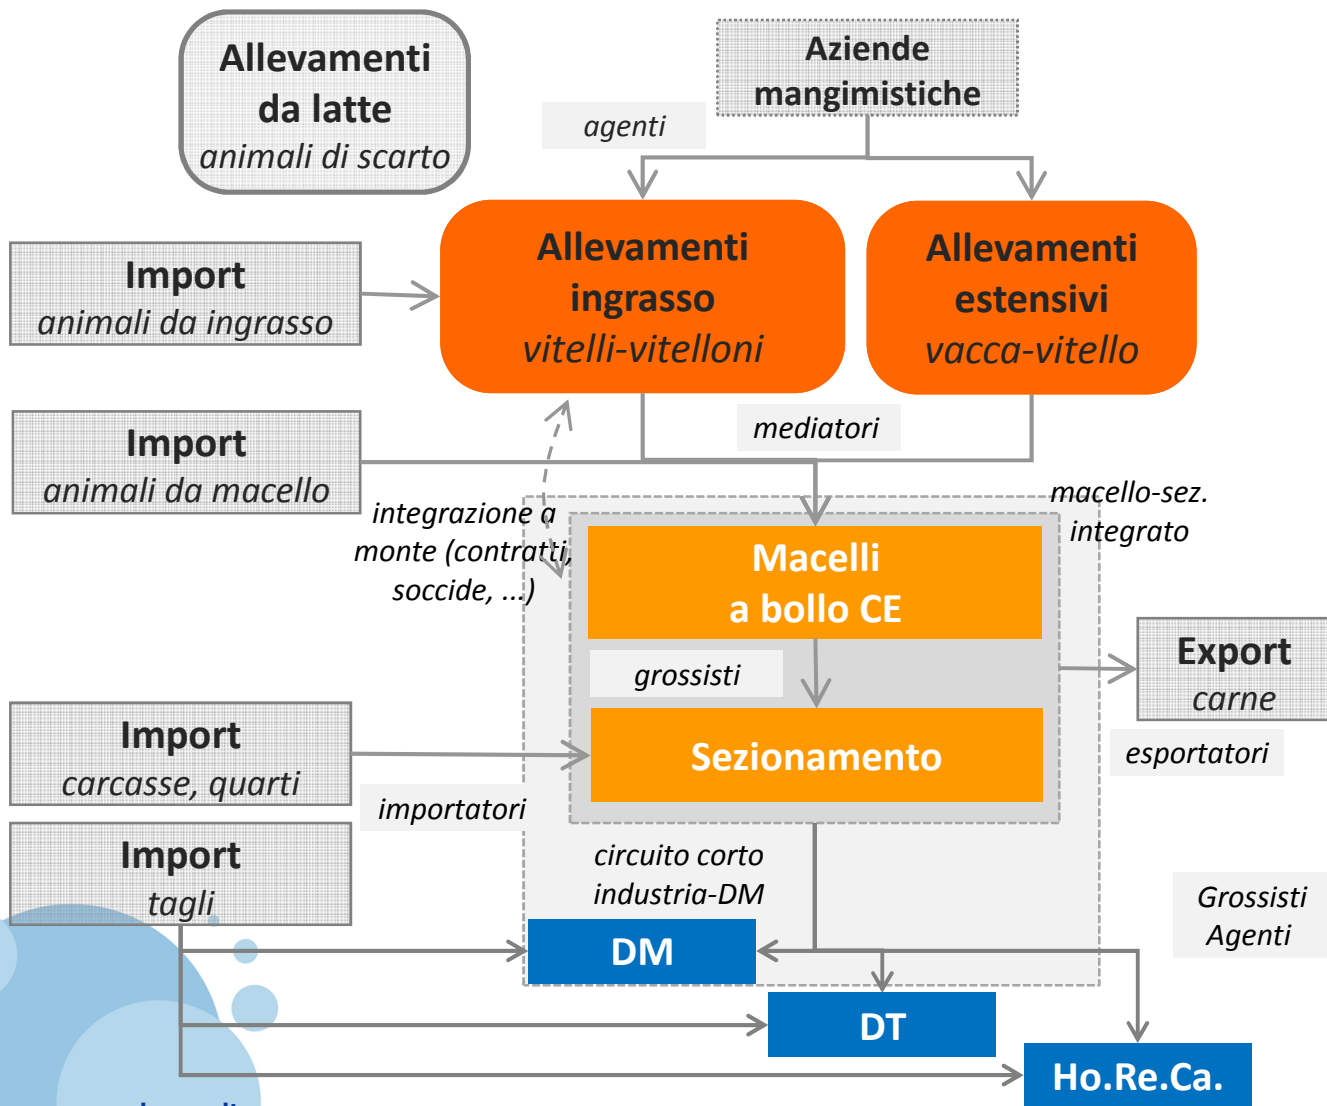 Allevamenti
da latte
animali di scarto
Aziende
mangimistiche
agenti
Allevamenti
ingrasso
vitelli-vitelloni
Allevamenti
estensivi
vacca-vitello
Import
animali da ingrasso
mediatori
Import
animali da macello
integrazione a
monte (contratti,
soccide, ...)
macello-sez.
integrato
Macelli
a bollo CE
grossisti
Sezionamento
Export
carne
esportatori
Import
carcasse, quarti
importatori
Import
tagli
circuito corto
industria-DM
Grossisti
Agenti
DM
DT
Ho.Re.Ca.